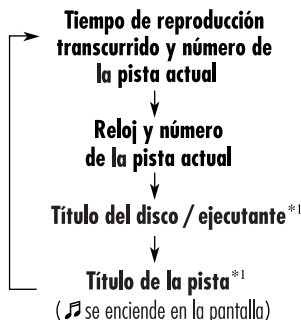 Tiempo de reproducción
transcurrido y número de
la pista actual
Reloj y número
de la pista actual
Título del disco / ejecutante*1
Título de la pista*1
(♫ se enciende en la pantalla)